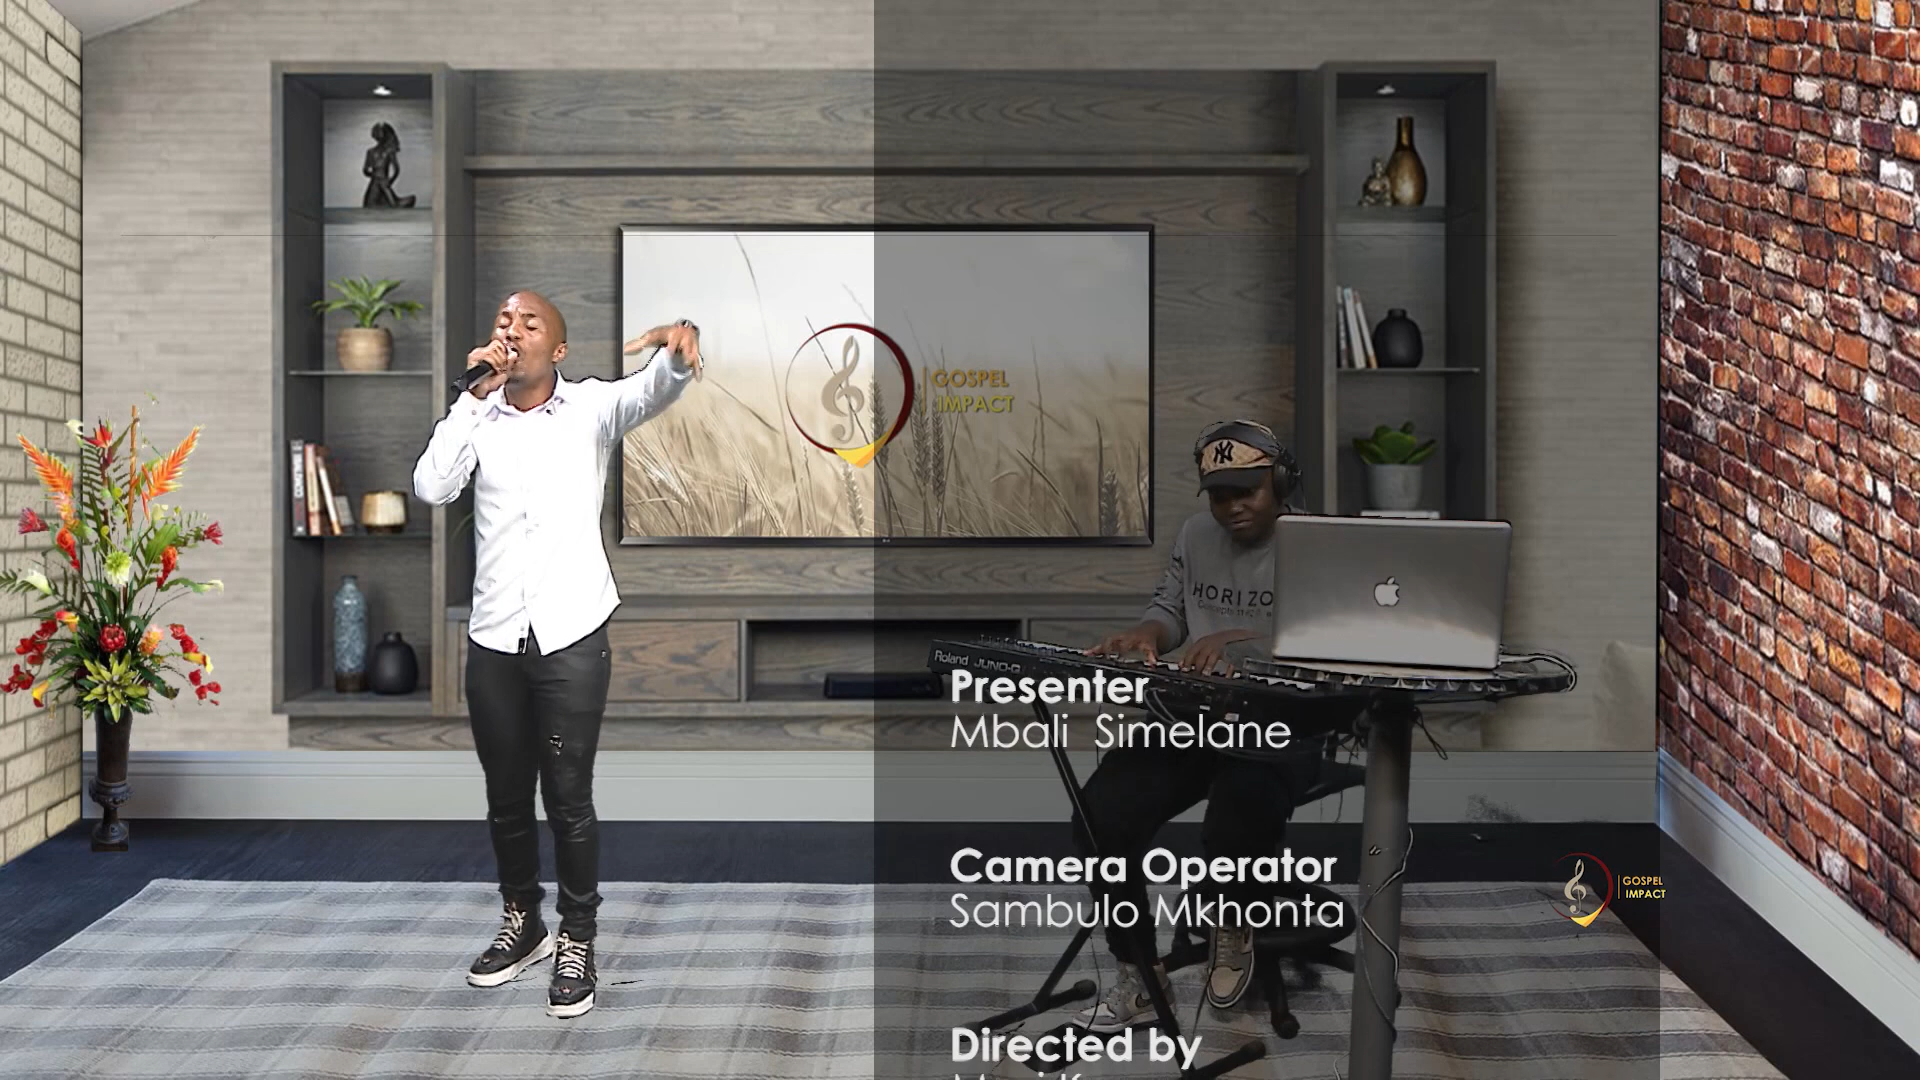 GOSPEL
IMPACT
HORIZO
Roland JUNO-G
Presenter
Mbali Simelane
Camera Operator
Sambulo Mkhonta
GOSPEL
IMPACT
Directed by